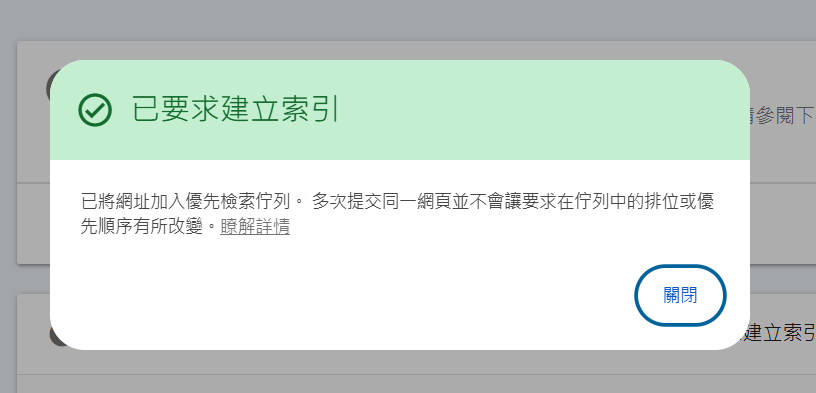 已要求建立索引
請參閱下
已將網址加入優先檢索佇列。 多次提交同一網頁並不會讓要求在佇列中的排位或優
先順序有所改變。瞭解詳情
關閉
建立索引